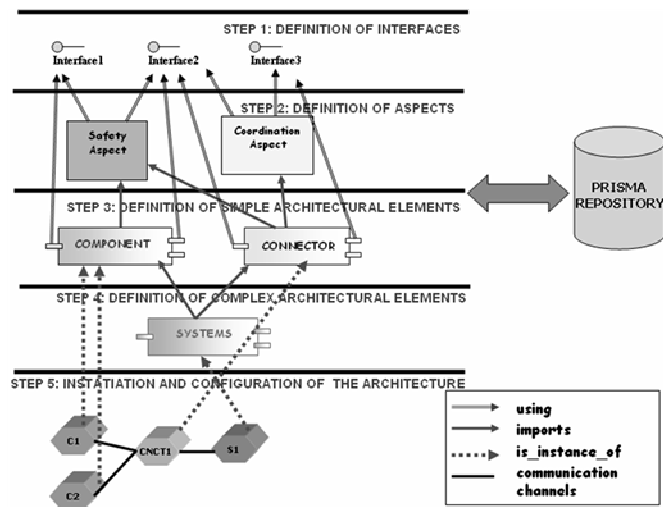 STEP 1: DEFINITION OF INTERFACES
Interface1
Interface2
Interface3
STEP 2: DEFINITION OF ASPECTS
Safety
Aspect
Coordination
Aspect
PRISMA
REPOSITORY
STEP 3: DEFINITION OF SIMPLE ARCHITECTURAL ELEMENTS
COMPONENT
CONNECTOR
STEP 4: DEFINITION OF COMPLEX ARCHITECTURAL ELEMENTS
SYSTEMS
STEP 5: INSTATIATION AND CONFIGURATION OF THE ARCHITECTURE
C1
CNCT1
S1
C2
using
imports
is_instance_of
communication
channels